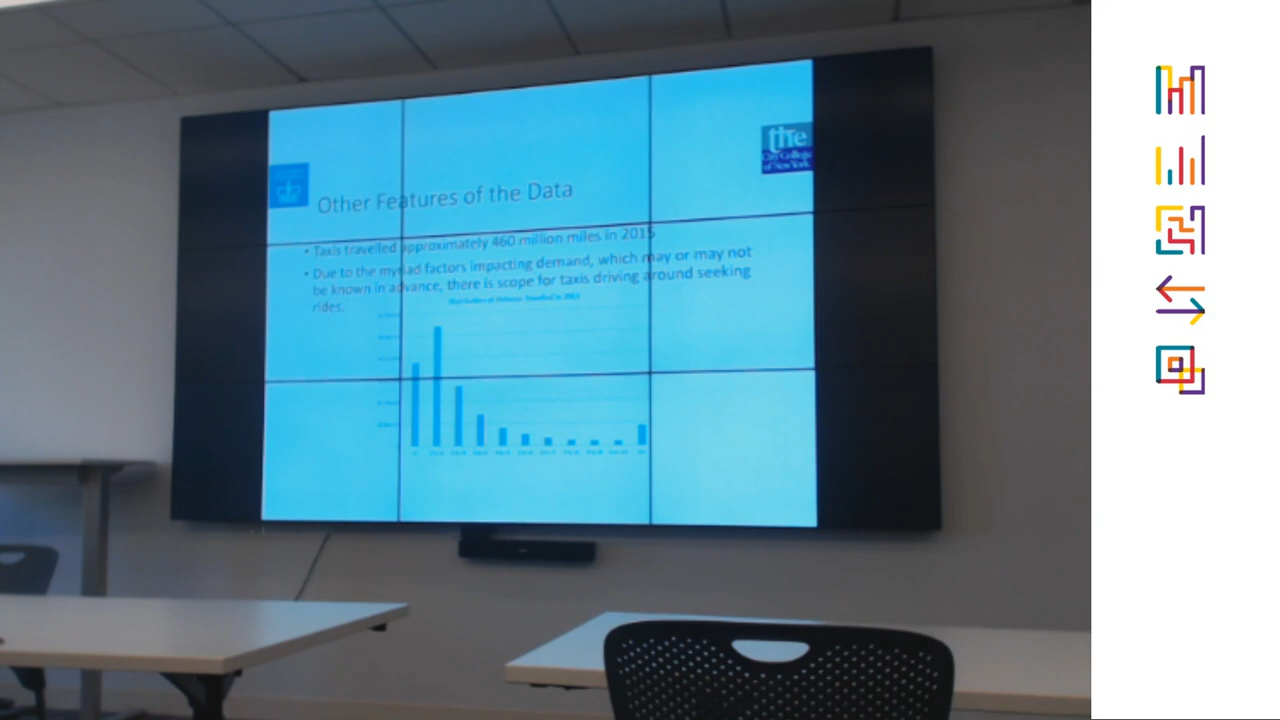 the
City College
of New York
Other Features of the Data
• Taxis travelled approximately 460 million miles in 2015
• Due to the myriad factors impacting demand, which may or may not
be known in advance, there is scope for taxis driving around seeking
rides.